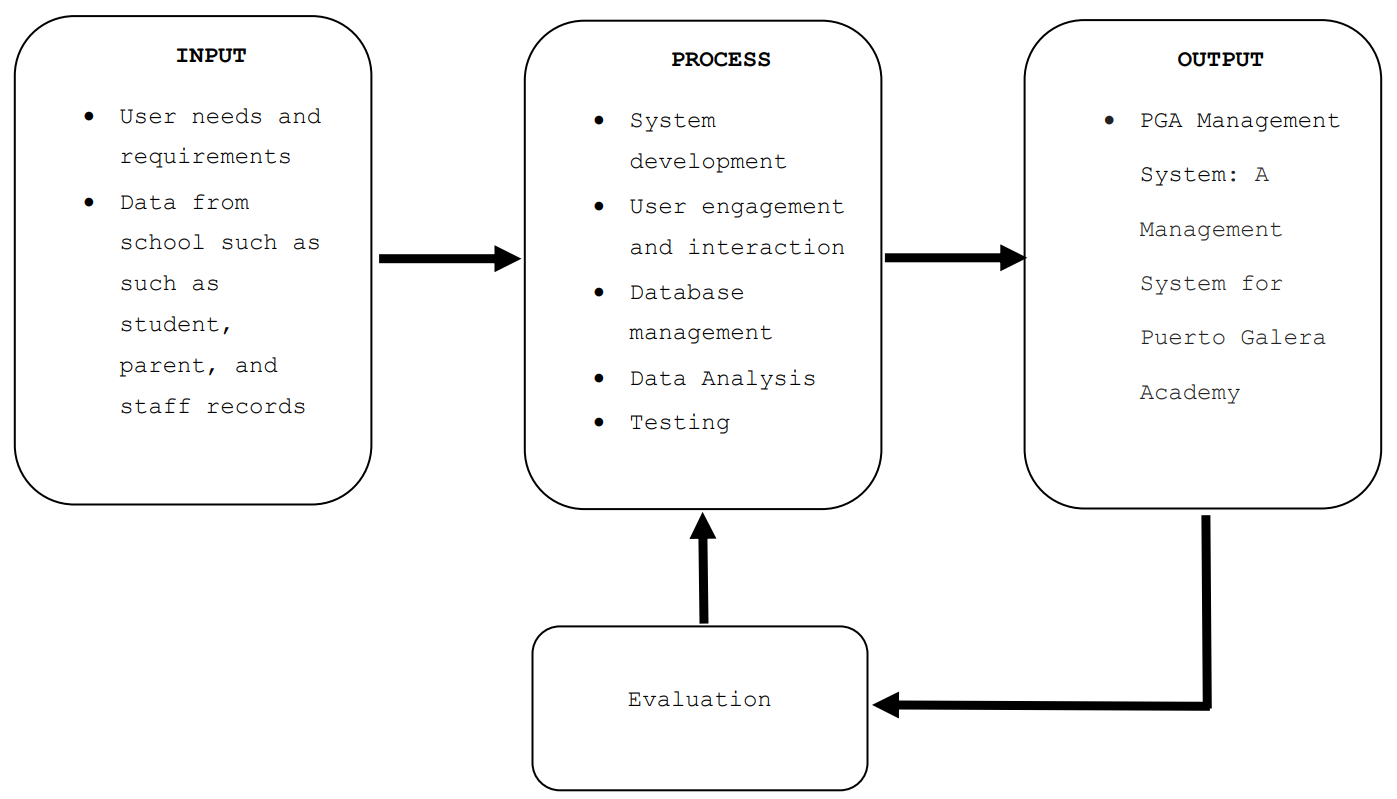 INPUT
• User needs and
requirements
• Data from
school such as
such as
student,
parent, and
staff records
PROCESS
• System
development
• User engagement
and interaction
• Database
management
• Data Analysis
• Testing
OUTPUT
• PGA Management
System: A
Management
System for
Puerto Galera
Academy
Evaluation